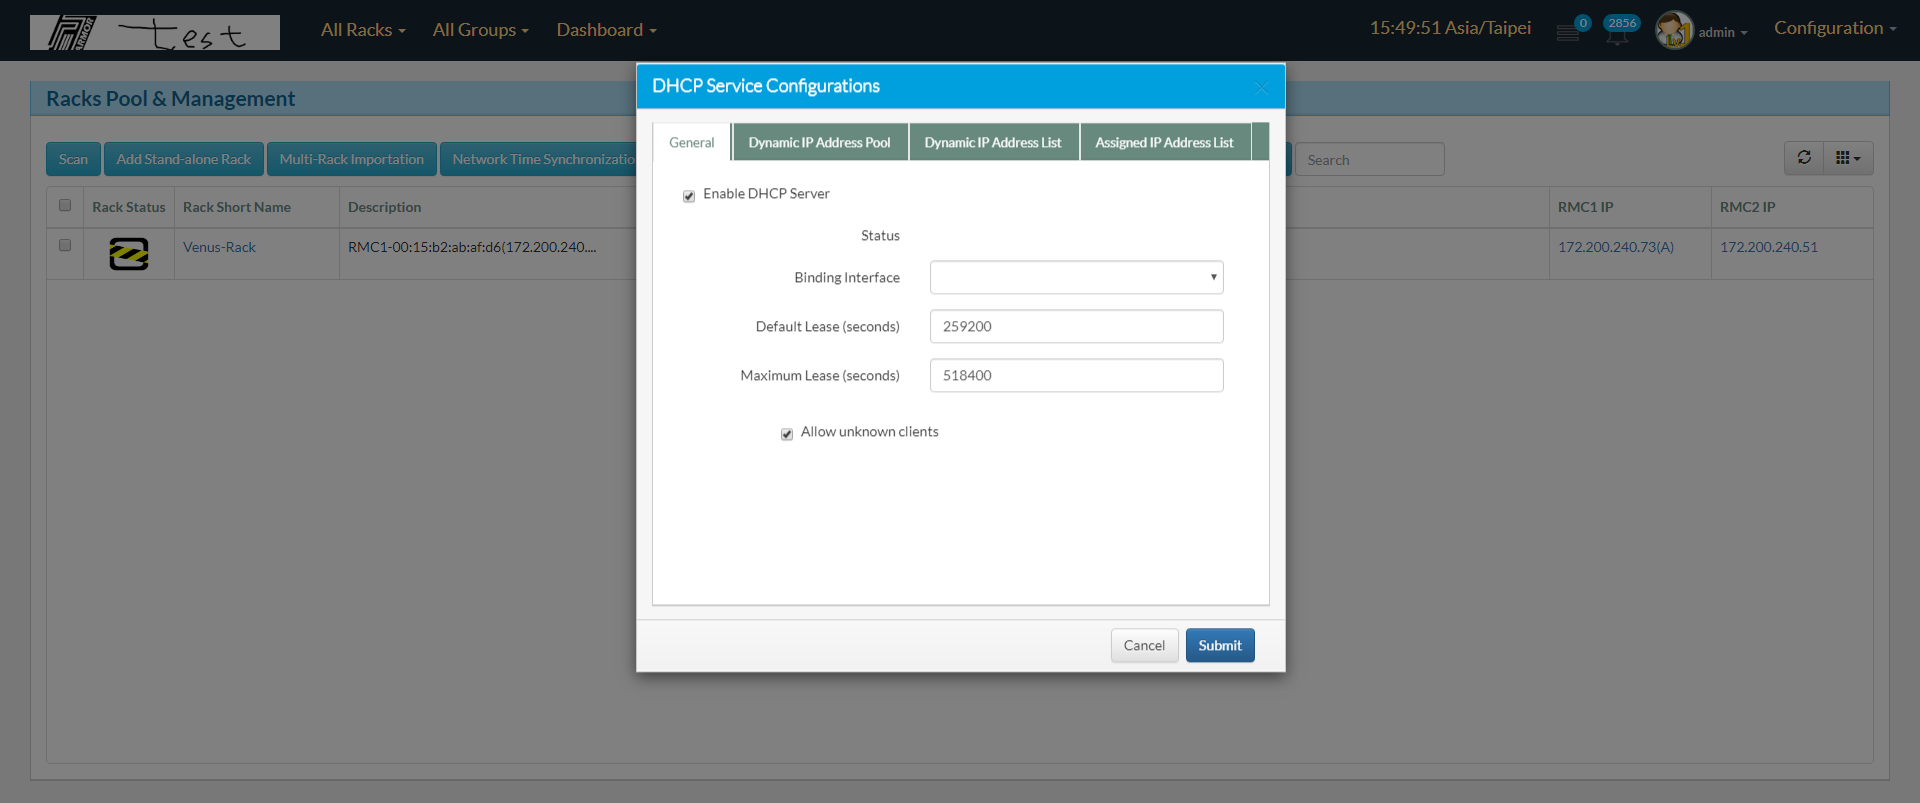 ARMOR test All Racks All Groups Dashboard 15:49:51 Asia/Taipei 0 2856 admin Configuration
DHCP Service Configurations
Racks Pool & Management
General Dynamic IP Address Pool Dynamic IP Address List Assigned IP Address List
Scan Add Stand-alone Rack Multi-Rack Importation Network Time Synchronizatio Search
Enable DHCP Server
Rack Status Rack Short Name Description RMC1 IP RMC2 IP
Status
Venus-Rack RMC1-00:15:b2:ab:af:d6(172.200.240.... 172.200.240.73(A) 172.200.240.51
Binding Interface
Default Lease (seconds) 259200
Maximum Lease (seconds) 518400
Allow unknown clients
Cancel Submit